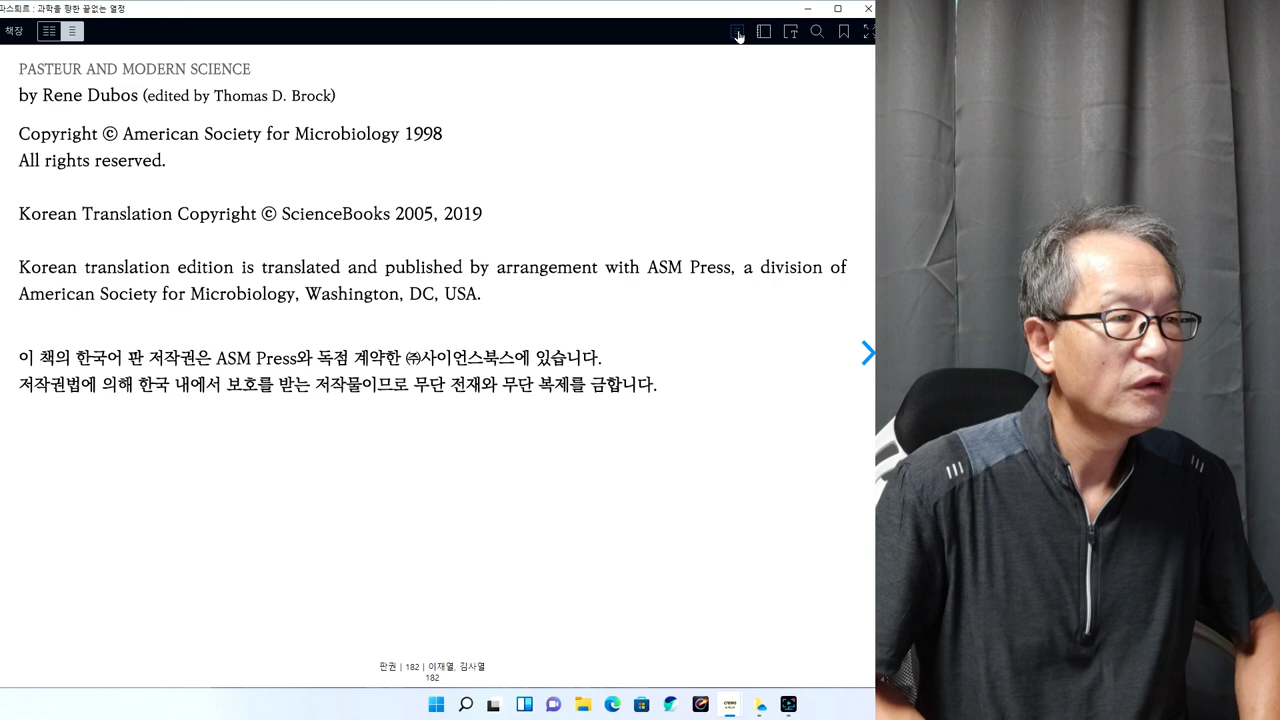 파스퇴르 : 과학을 향한 끝없는 열정
책장
PASTEUR AND MODERN SCIENCE
by Rene Dubos (edited by Thomas D. Brock)
Copyright ⓒ American Society for Microbiology 1998
All rights reserved.
Korean Translation Copyright ⓒ ScienceBooks 2005, 2019
Korean translation edition is translated and published by arrangement with ASM Press, a division of
American Society for Microbiology, Washington, DC, USA.
이 책의 한국어 판 저작권은 ASM Press와 독점 계약한 ㈜사이언스북스에 있습니다.
저작권법에 의해 한국 내에서 보호를 받는 저작물이므로 무단 전재와 무단 복제를 금합니다.
판권 | 182 | 이재열, 김사열
182